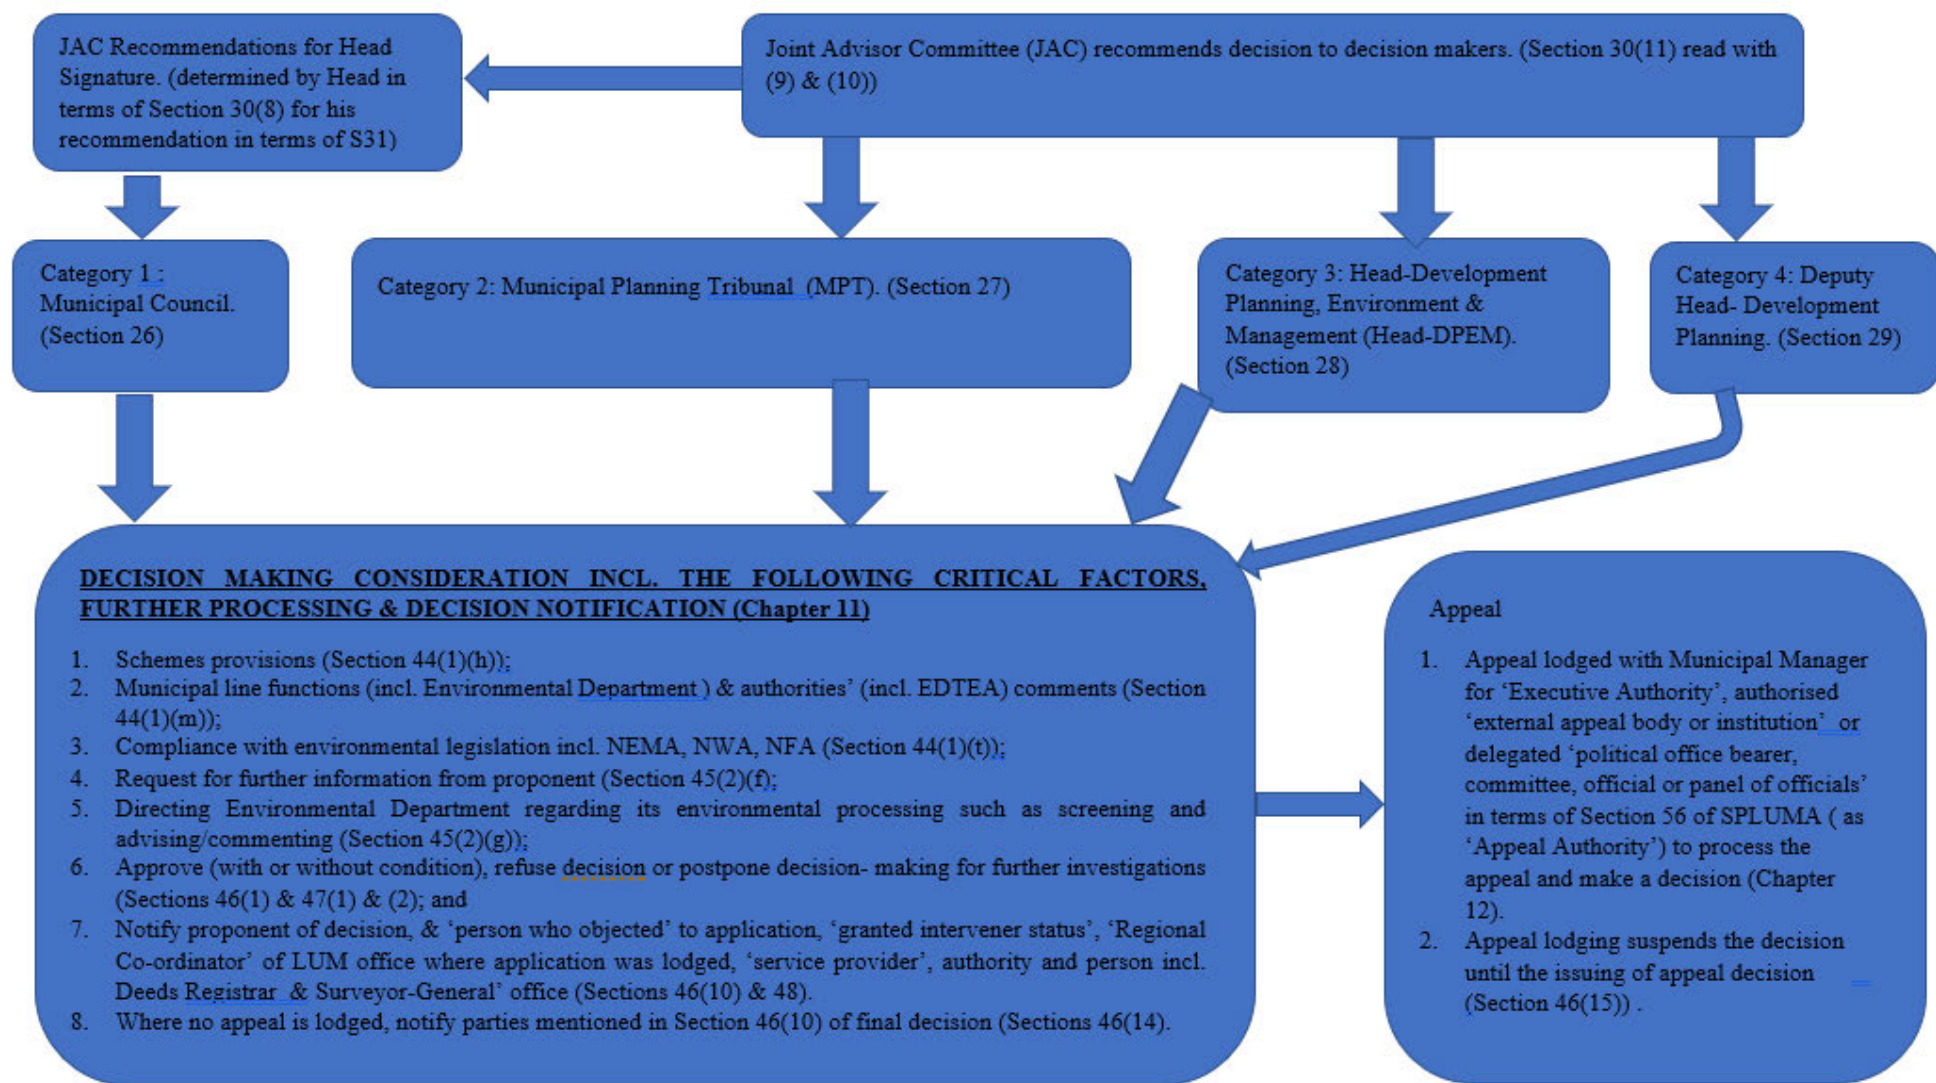 JAC Recommendations for Head
Signature. (determined by Head in
terms of Section 30(8) for his
recommendation in terms of S31)
Joint Advisor Committee (JAC) recommends decision to decision makers. (Section 30(11) read with
(9) & (10))
Category 1 :
Municipal Council.
(Section 26)
Category 2: Municipal Planning Tribunal (MPT). (Section 27)
Category 3: Head-Development
Planning, Environment &
Management (Head-DPEM).
(Section 28)
Category 4: Deputy
Head- Development
Planning. (Section 29)
DECISION MAKING CONSIDERATION INCL. THE FOLLOWING CRITICAL FACTORS,
FURTHER PROCESSING & DECISION NOTIFICATION (Chapter 11)
1. Schemes provisions (Section 44(1)(h));
2. Municipal line functions (incl. Environmental Department ) & authorities’ (incl. EDTEA) comments (Section
44(1)(m));
3. Compliance with environmental legislation incl. NEMA, NWA, NFA (Section 44(1)(t));
4. Request for further information from proponent (Section 45(2)(f);
5. Directing Environmental Department regarding its environmental processing such as screening and
advising/commenting (Section 45(2)(g));
6. Approve (with or without condition), refuse decision or postpone decision- making for further investigations
(Sections 46(1) & 47(1) & (2); and
7. Notify proponent of decision, & ‘person who objected’ to application, ‘granted intervener status’, ‘Regional
Co-ordinator’ of LUM office where application was lodged, ‘service provider’, authority and person incl.
Deeds Registrar & Surveyor-General’ office (Sections 46(10) & 48).
8. Where no appeal is lodged, notify parties mentioned in Section 46(10) of final decision (Sections 46(14).
Appeal
1. Appeal lodged with Municipal Manager
for ‘Executive Authority’, authorised
‘external appeal body or institution’ or
delegated ‘political office bearer,
committee, official or panel of officials’
in terms of Section 56 of SPLUMA ( as
‘Appeal Authority’) to process the
appeal and make a decision (Chapter
12).
2. Appeal lodging suspends the decision
until the issuing of appeal decision
(Section 46(15)) .